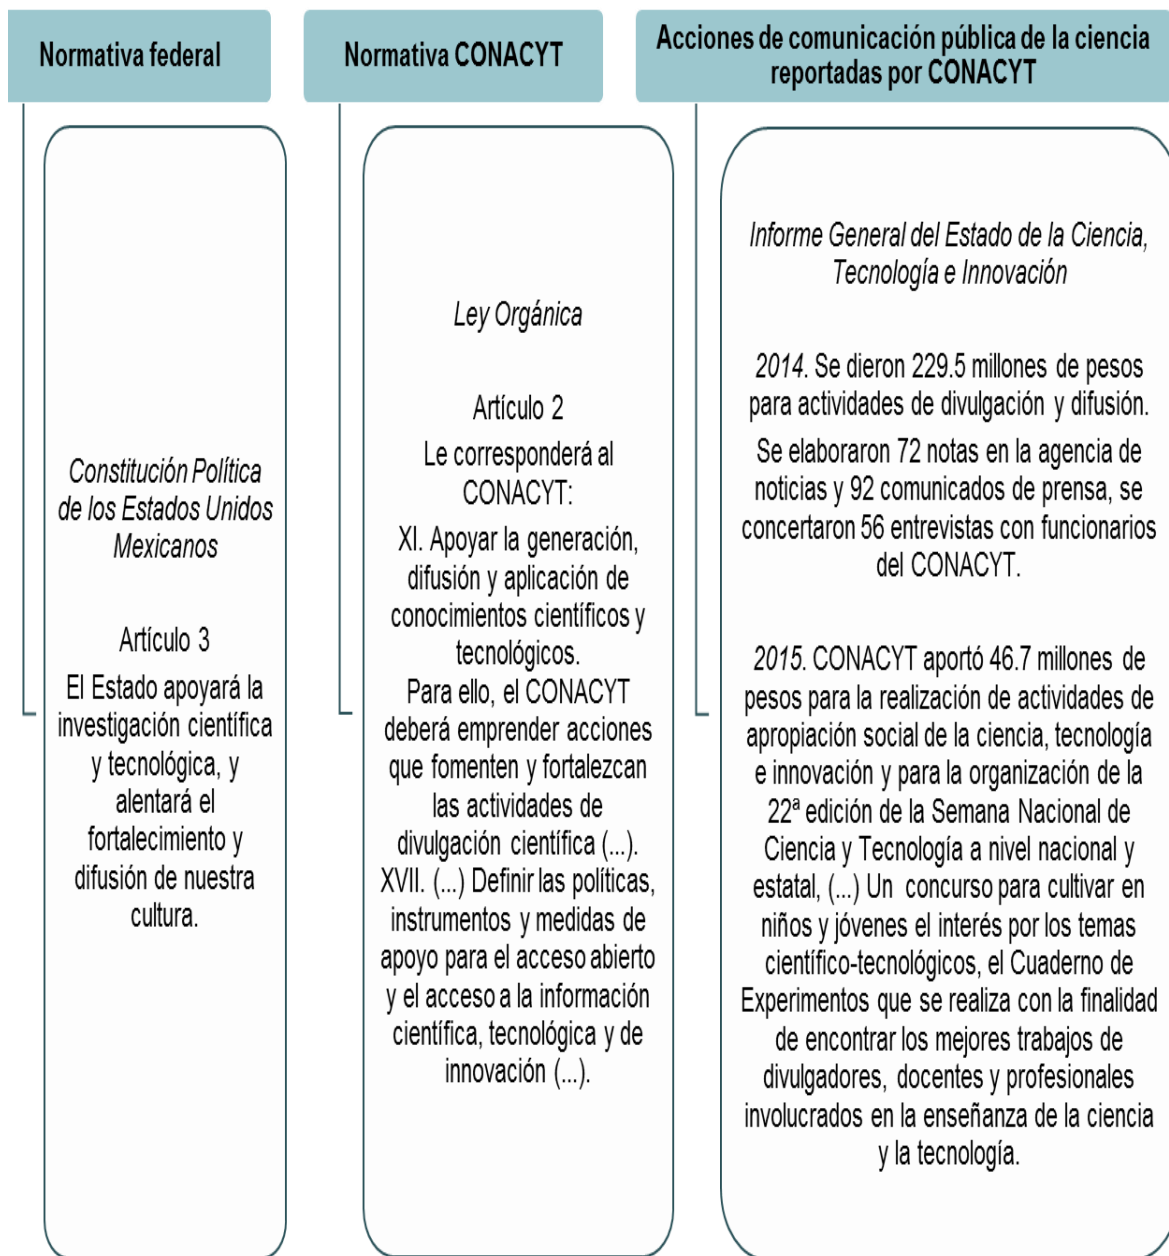 Normativa federal
Normativa CONACYT
Acciones de comunicación pública de la ciencia
reportadas por CONACYT
Constitución Política
de los Estados Unidos
Mexicanos
Artículo 3
El Estado apoyará la
investigación científica
y tecnológica, y
alentará el
fortalecimiento y
difusión de nuestra
cultura.
Ley Orgánica
Artículo 2
Le corresponderá al
CONACYT:
XI. Apoyar la generación,
difusión y aplicación de
conocimientos científicos y
tecnológicos.
Para ello, el CONACYT
deberá emprender acciones
que fomenten y fortalezcan
las actividades de
divulgación científica (...).
XVII. (...) Definir las políticas,
instrumentos y medidas de
apoyo para el acceso abierto
y el acceso a la información
científica, tecnológica y de
innovación (...).
Informe General del Estado de la Ciencia,
Tecnología e Innovación
2014. Se dieron 229.5 millones de pesos
para actividades de divulgación y difusión.
Se elaboraron 72 notas en la agencia de
noticias y 92 comunicados de prensa, se
concertaron 56 entrevistas con funcionarios
del CONACYT.
2015. CONACYT aportó 46.7 millones de
pesos para la realización de actividades de
apropiación social de la ciencia, tecnología
e innovación y para la organización de la
22ª edición de la Semana Nacional de
Ciencia y Tecnología a nivel nacional y
estatal, (...) Un concurso para cultivar en
niños y jóvenes el interés por los temas
científico-tecnológicos, el Cuaderno de
Experimentos que se realiza con la finalidad
de encontrar los mejores trabajos de
divulgadores, docentes y profesionales
involucrados en la enseñanza de la ciencia
y la tecnología.